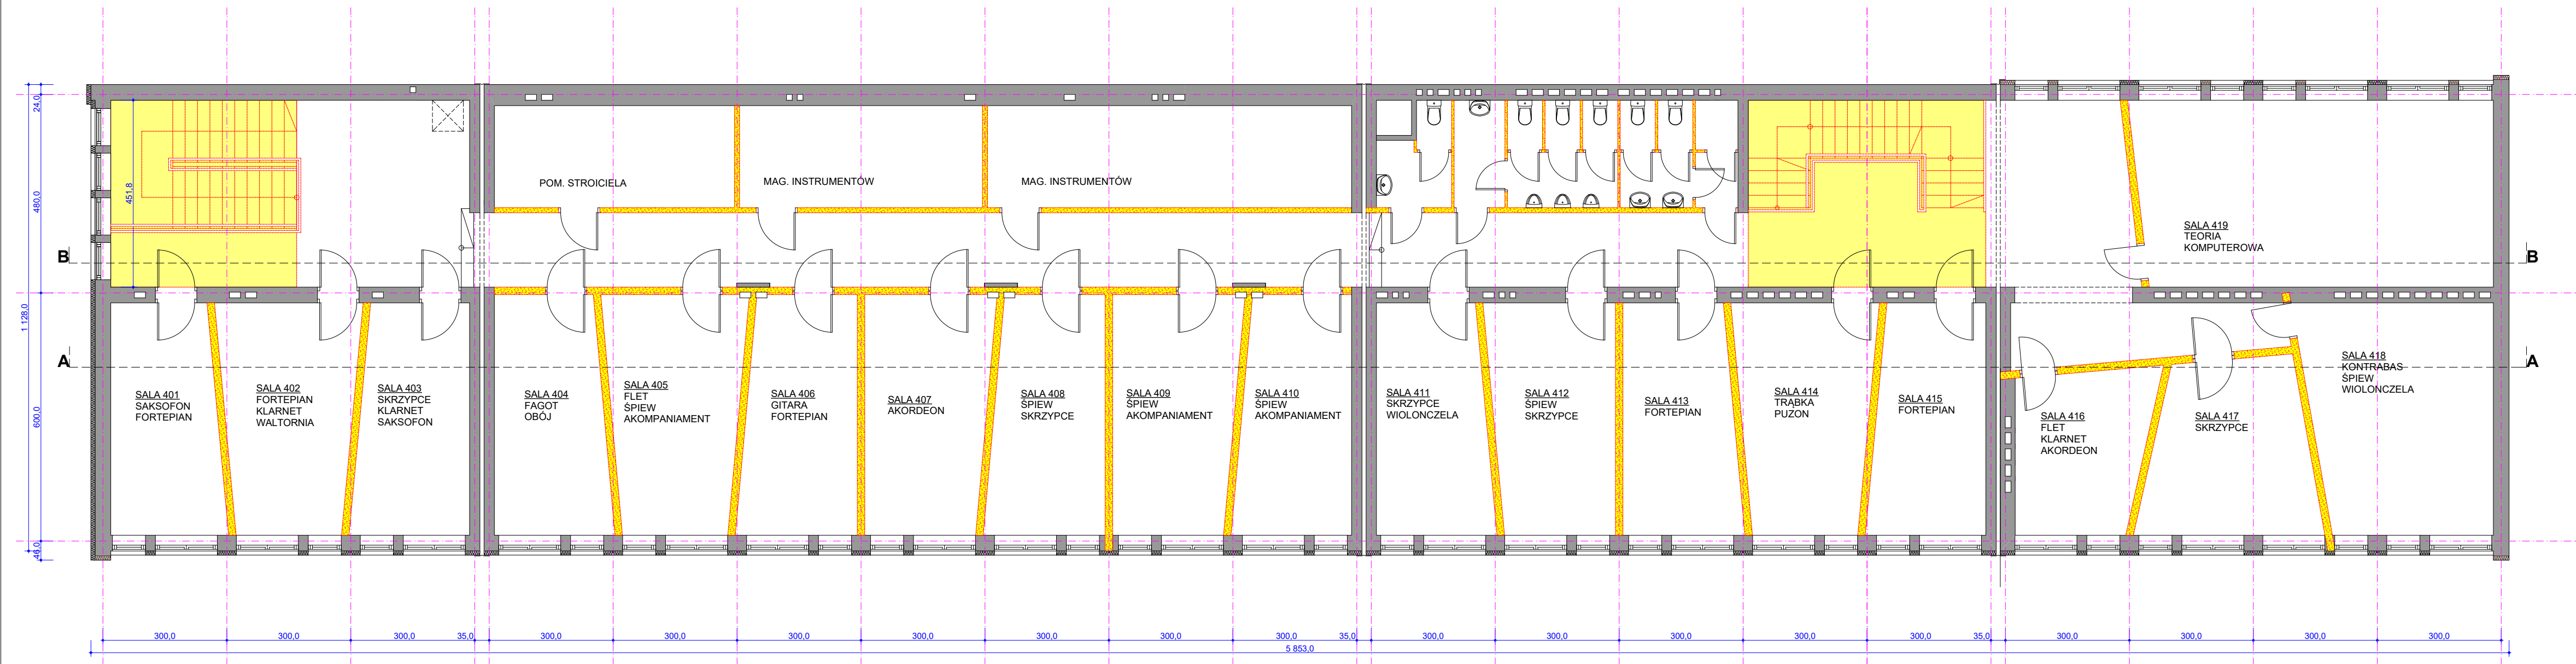 24,0
480,0
451,8
1 128,0
600,0
46,0
POM. STROICIELA
MAG. INSTRUMENTÓW
MAG. INSTRUMENTÓW
SALA 419
TEORIA
KOMPUTEROWA
B
B
A
A
SALA 401
SAKSOFON
FORTEPIAN
SALA 402
FORTEPIAN
KLARNET
WALTORNIA
SALA 403
SKRZYPCE
KLARNET
SAKSOFON
SALA 404
FAGOT
OBÓJ
SALA 405
FLET
ŚPIEW
AKOMPANIAMENT
SALA 406
GITARA
FORTEPIAN
SALA 407
AKORDEON
SALA 408
ŚPIEW
SKRZYPCE
SALA 409
ŚPIEW
AKOMPANIAMENT
SALA 410
ŚPIEW
AKOMPANIAMENT
SALA 411
SKRZYPCE
WIOLONCZELA
SALA 412
ŚPIEW
SKRZYPCE
SALA 413
FORTEPIAN
SALA 414
TRĄBKA
PUZON
SALA 415
FORTEPIAN
SALA 416
FLET
KLARNET
AKORDEON
SALA 417
SKRZYPCE
SALA 418
KONTRABAS
ŚPIEW
WIOLONCZELA
300,0
300,0
300,0
35,0
300,0
300,0
300,0
300,0
300,0
300,0
300,0
35,0
300,0
300,0
300,0
300,0
300,0
35,0
300,0
300,0
300,0
300,0
5 853,0